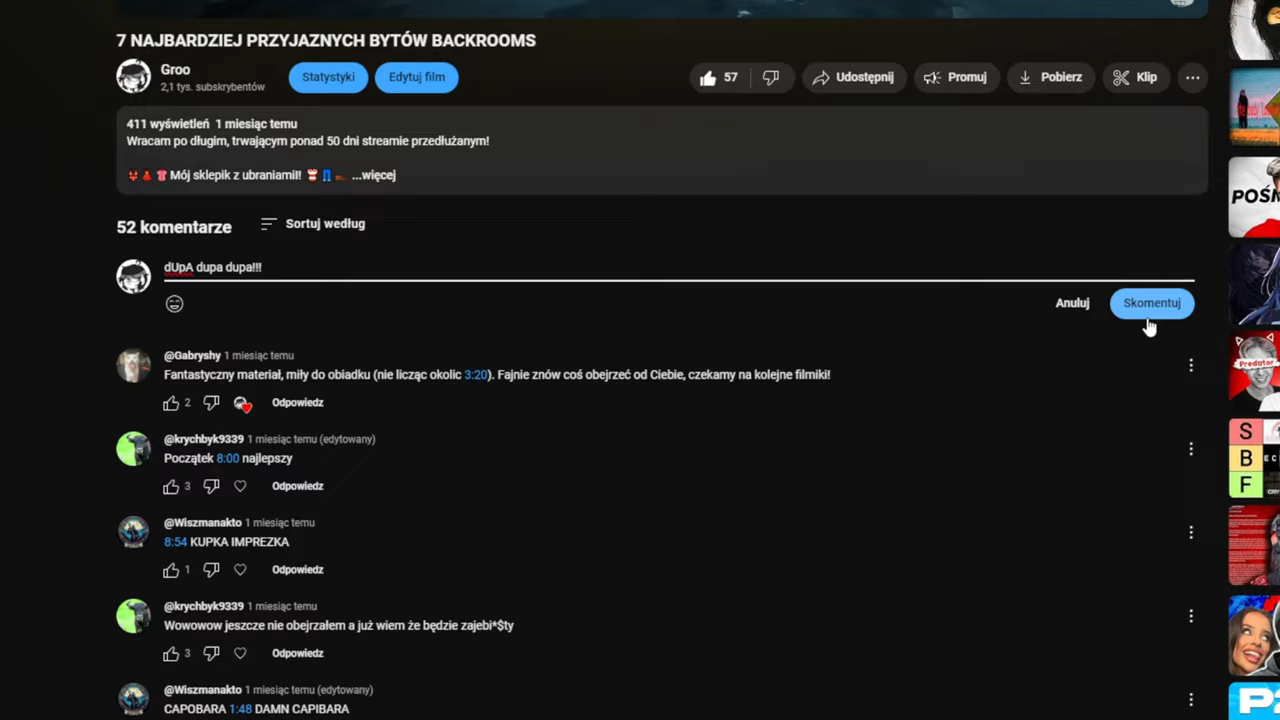 7 NAJBARDZIEJ PRZYJAZNYCH BYTÓW BACKROOMS
Groo
2,1 tys. subskrybentów
Statystyki
Edytuj film
57
Udostępnij
Promuj
Pobierz
Klip
411 wyświetleń 1 miesiąc temu
Wracam po długim, trwającym ponad 50 dni streamie przedłużanym!
Mój sklepik z ubraniamil! ...więcej
52 komentarze
Sortuj według
dUpA dupa dupa!!!
Anuluj
Skomentuj
@Gabryshy 1 miesiąc temu
Fantastyczny materiał, miły do obiadku (nie licząc okolic 3:20). Fajnie znów coś obejrzeć od Ciebie, czekamy na kolejne filmiki!
2
Odpowiedz
@krychbyk9339 1 miesiąc temu (edytowany)
Początek 8:00 najlepszy
3
Odpowiedz
@Wiszmanakto 1 miesiąc temu
8:54 KUPKA IMPREZKA
1
Odpowiedz
@krychbyk9339 1 miesiąc temu
Wowowow jeszcze nie obejrzałem a już wiem że będzie zajebi*$ty
3
Odpowiedz
@Wiszmanakto 1 miesiąc temu (edytowany)
CAPOBARA 1:48 DAMN CAPIBARA
POŚM
Predator
S
B
F